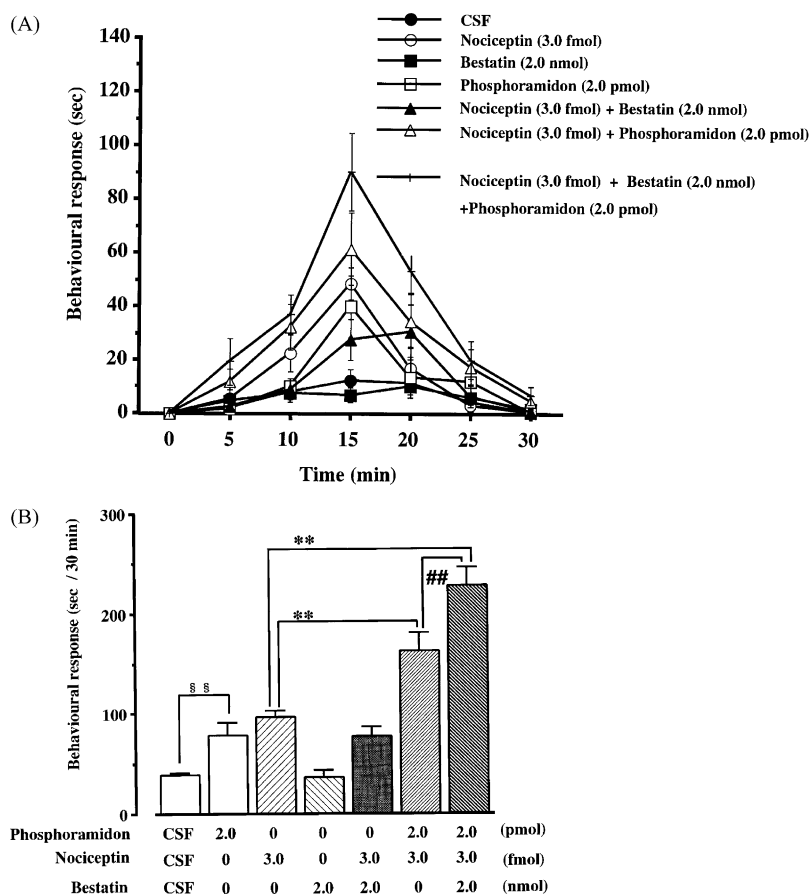 (A)
CSF
Nociceptin (3.0 fmol)
Bestatin (2.0 nmol)
Phosphoramidon (2.0 pmol)
Nociceptin (3.0 fmol) + Bestatin (2.0 nmol)
Nociceptin (3.0 fmol) + Phosphoramidon (2.0 pmol)
Nociceptin (3.0 fmol) + Bestatin (2.0 nmol)
+Phosphoramidon (2.0 pmol)
Behavioural response (sec)
140
120
100
80
60
40
20
0
0 5 10 15 20 25 30
Time (min)
(B)
Behavioural response (sec / 30 min)
300
200
100
0
**
##
**
§ §
Phosphoramidon CSF 2.0 0 0 0 2.0 2.0 (pmol)
Nociceptin CSF 0 3.0 0 3.0 3.0 3.0 (fmol)
Bestatin CSF 0 0 2.0 2.0 0 2.0 (nmol)